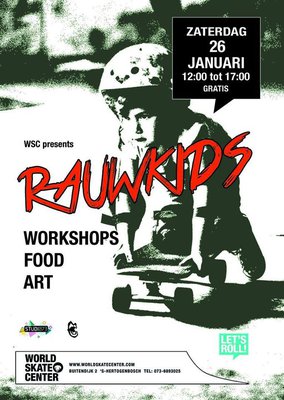 ZATERDAG
26
JANUARI
12:00 tot 17:00
GRATIS
WSC presents
RAUWKIDS
WORKSHOPS
FOOD
ART
LET'S
ROLL!
WORLD
SKATE
CENTER
WWW.WORLDSKATECENTER.COM
BUITENDIJK 2 'S-HERTOGENBOSCH TEL: 073-6893025